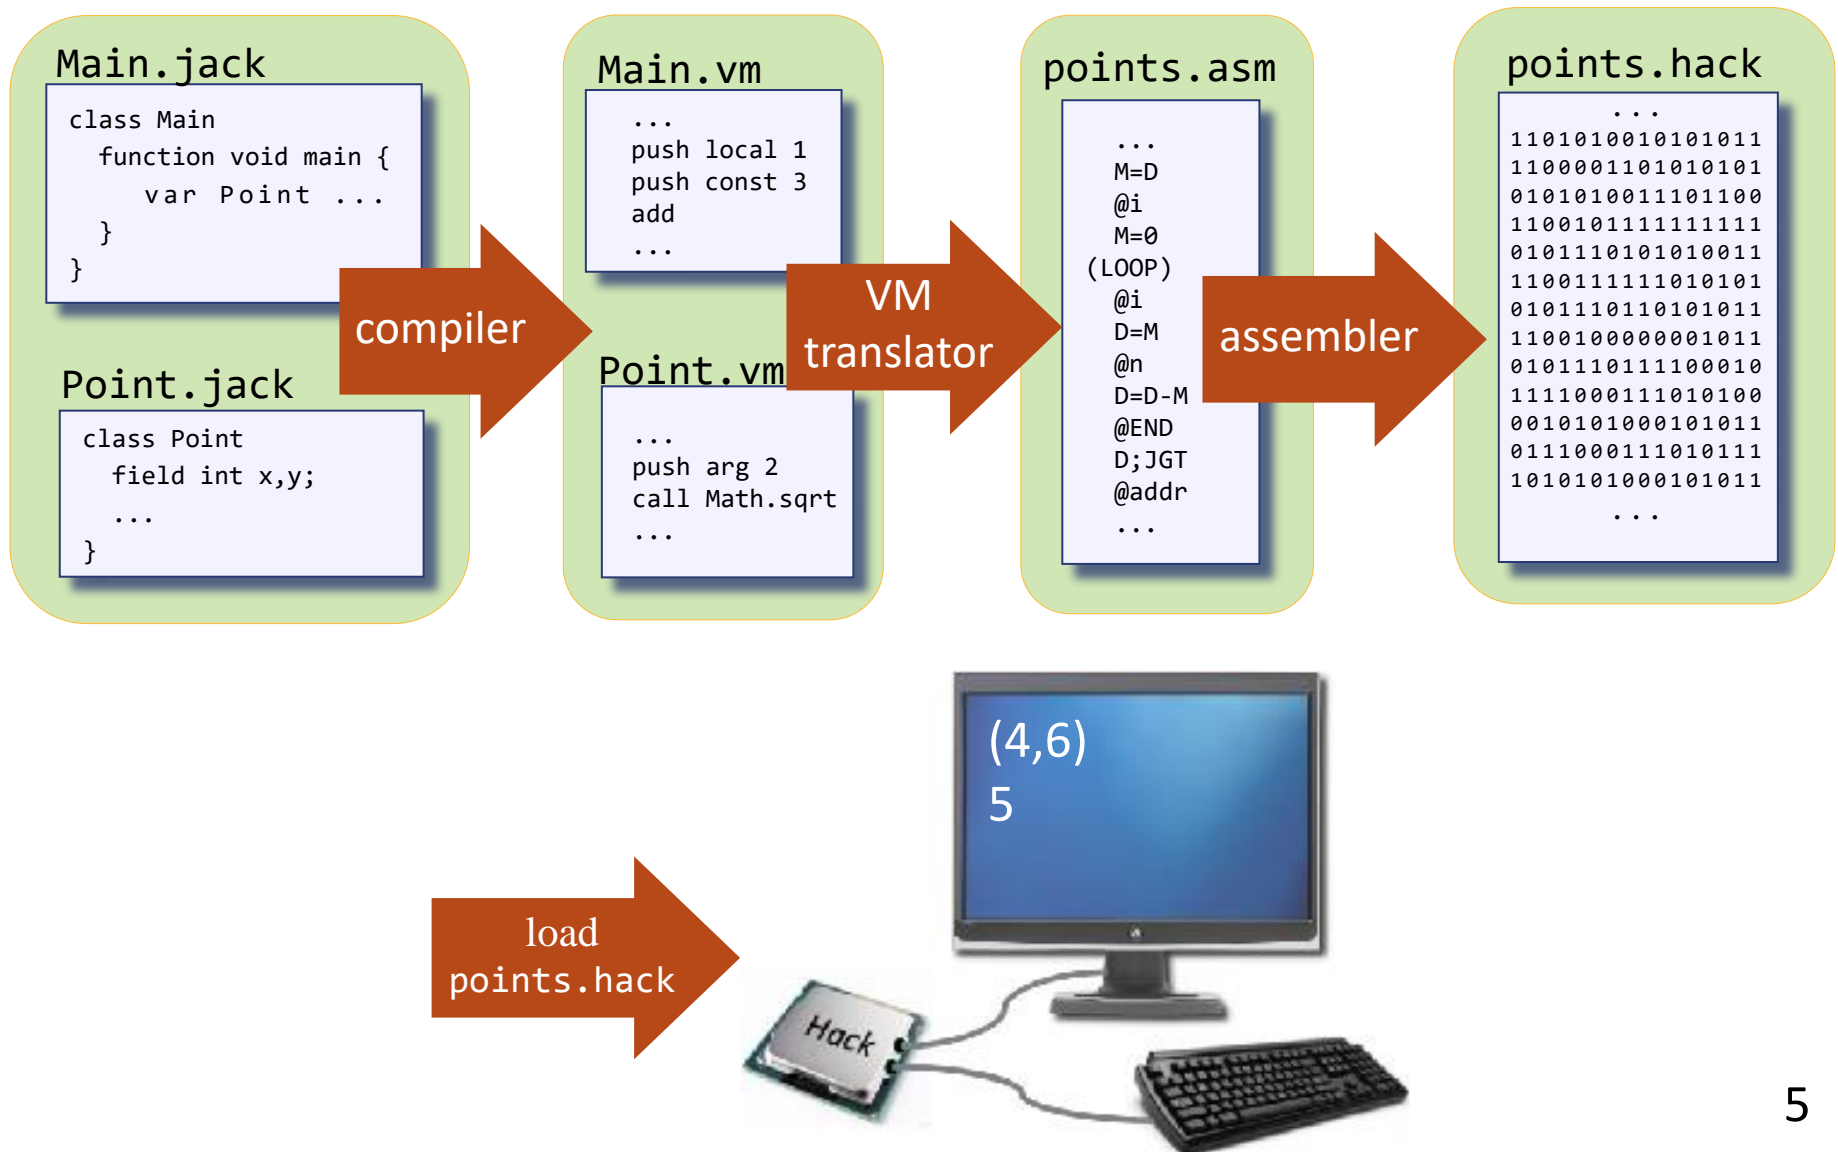 Main.jack
class Main
function void main {
var Point ...
}
}
Point.jack
class Point
field int x,y;
...
}
compiler
Main.vm
...
push local 1
push const 3
add
...
Point.vm
...
push arg 2
call Math.sqrt
...
VM
translator
points.asm
...
M=D
@i
M=0
(LOOP)
@i
D=M
@n
D=D-M
@END
D;JGT
@addr
...
assembler
points.hack
...
1101010010101011
1100001101010101
0101010011101100
1100101111111111
0101110101010011
1100111111010101
0101110110101011
1100100000001011
0101110111100010
1111000111010100
0010101000101011
0111000111010111
1010101000101011
...
load
points.hack
(4,6)
5
Hack
5